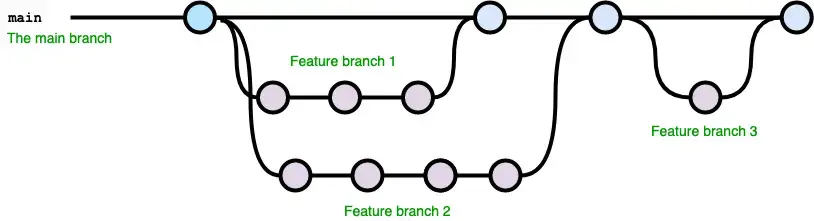 main
The main branch
Feature branch 1
Feature branch 3
Feature branch 2